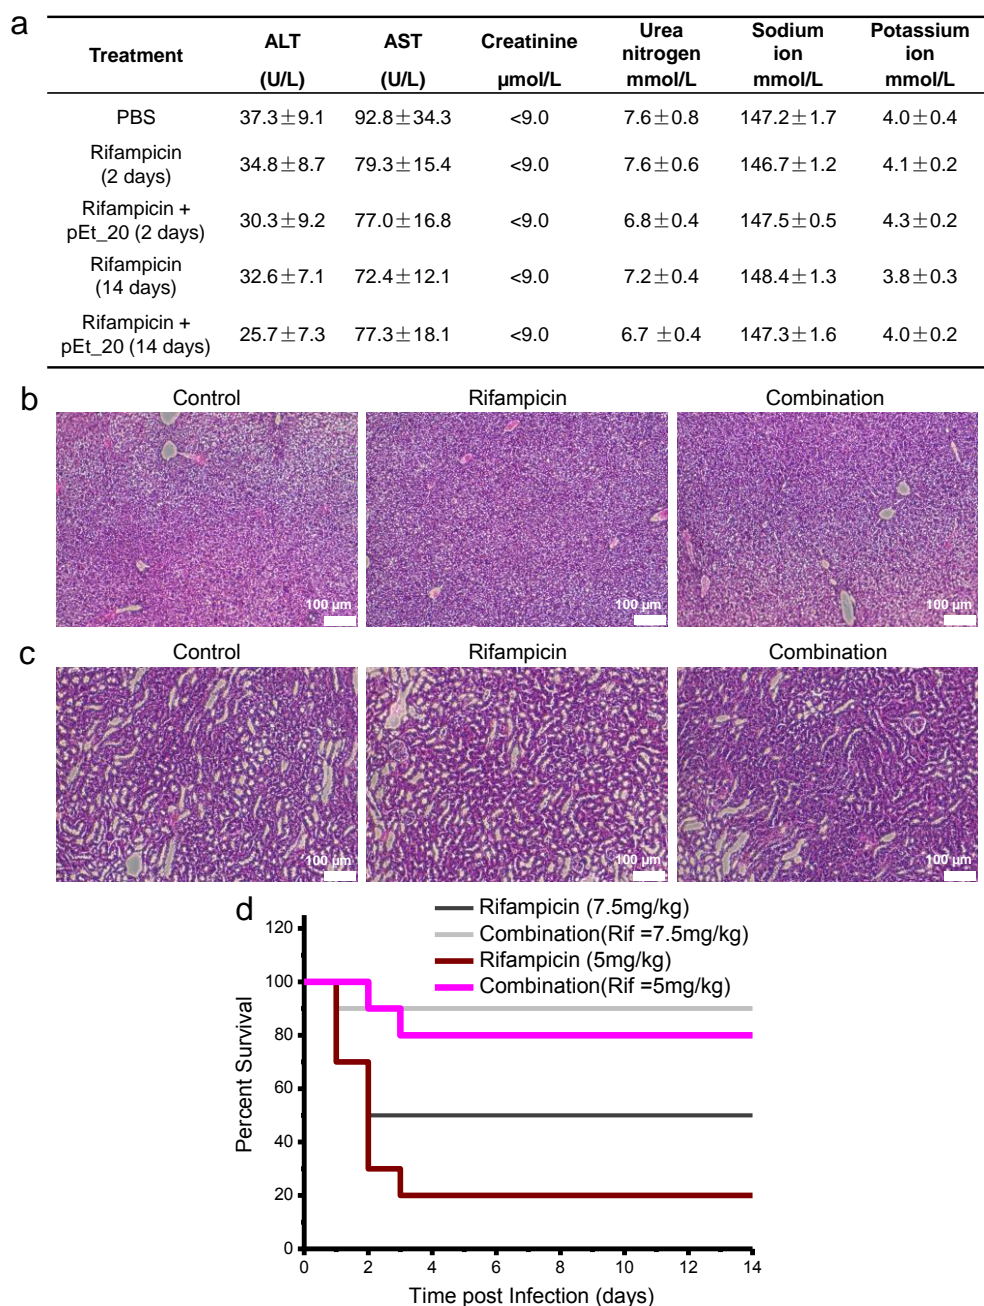 a
Treatment ALT (U/L) AST (U/L) Creatinine µmol/L Urea nitrogen mmol/L Sodium ion mmol/L Potassium ion mmol/L
PBS 37.3±9.1 92.8±34.3 <9.0 7.6±0.8 147.2±1.7 4.0±0.4
Rifampicin (2 days) 34.8±8.7 79.3±15.4 <9.0 7.6±0.6 146.7±1.2 4.1±0.2
Rifampicin + pEt_20 (2 days) 30.3±9.2 77.0±16.8 <9.0 6.8±0.4 147.5±0.5 4.3±0.2
Rifampicin (14 days) 32.6±7.1 72.4±12.1 <9.0 7.2±0.4 148.4±1.3 3.8±0.3
Rifampicin + pEt_20 (14 days) 25.7±7.3 77.3±18.1 <9.0 6.7 ±0.4 147.3±1.6 4.0±0.2
b
Control Rifampicin Combination
100 µm 100 µm 100 µm
c
Control Rifampicin Combination
100 µm 100 µm 100 µm
d
Rifampicin (7.5mg/kg)
Combination(Rif =7.5mg/kg)
Rifampicin (5mg/kg)
Combination(Rif =5mg/kg)
Percent Survival
120
100
80
60
40
20
0
0 2 4 6 8 10 12 14
Time post Infection (days)